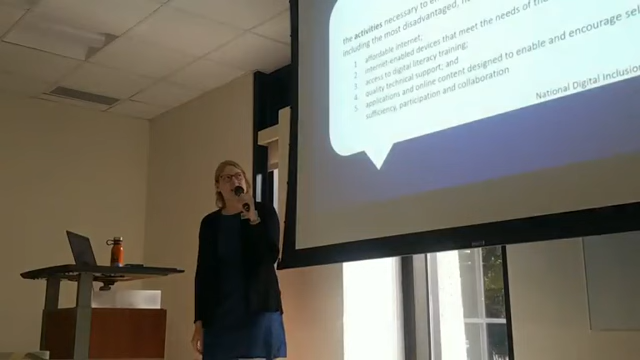 the activities necessary to
including the most disadvantaged,
1 affordable internet;
2 internet-enabled devices that meet the needs of the
3 access to digital literacy training;
4 quality technical support; and
5 applications and online content designed to enable and encourage sel
sufficiency, participation and collaboration
National Digital Inclusion